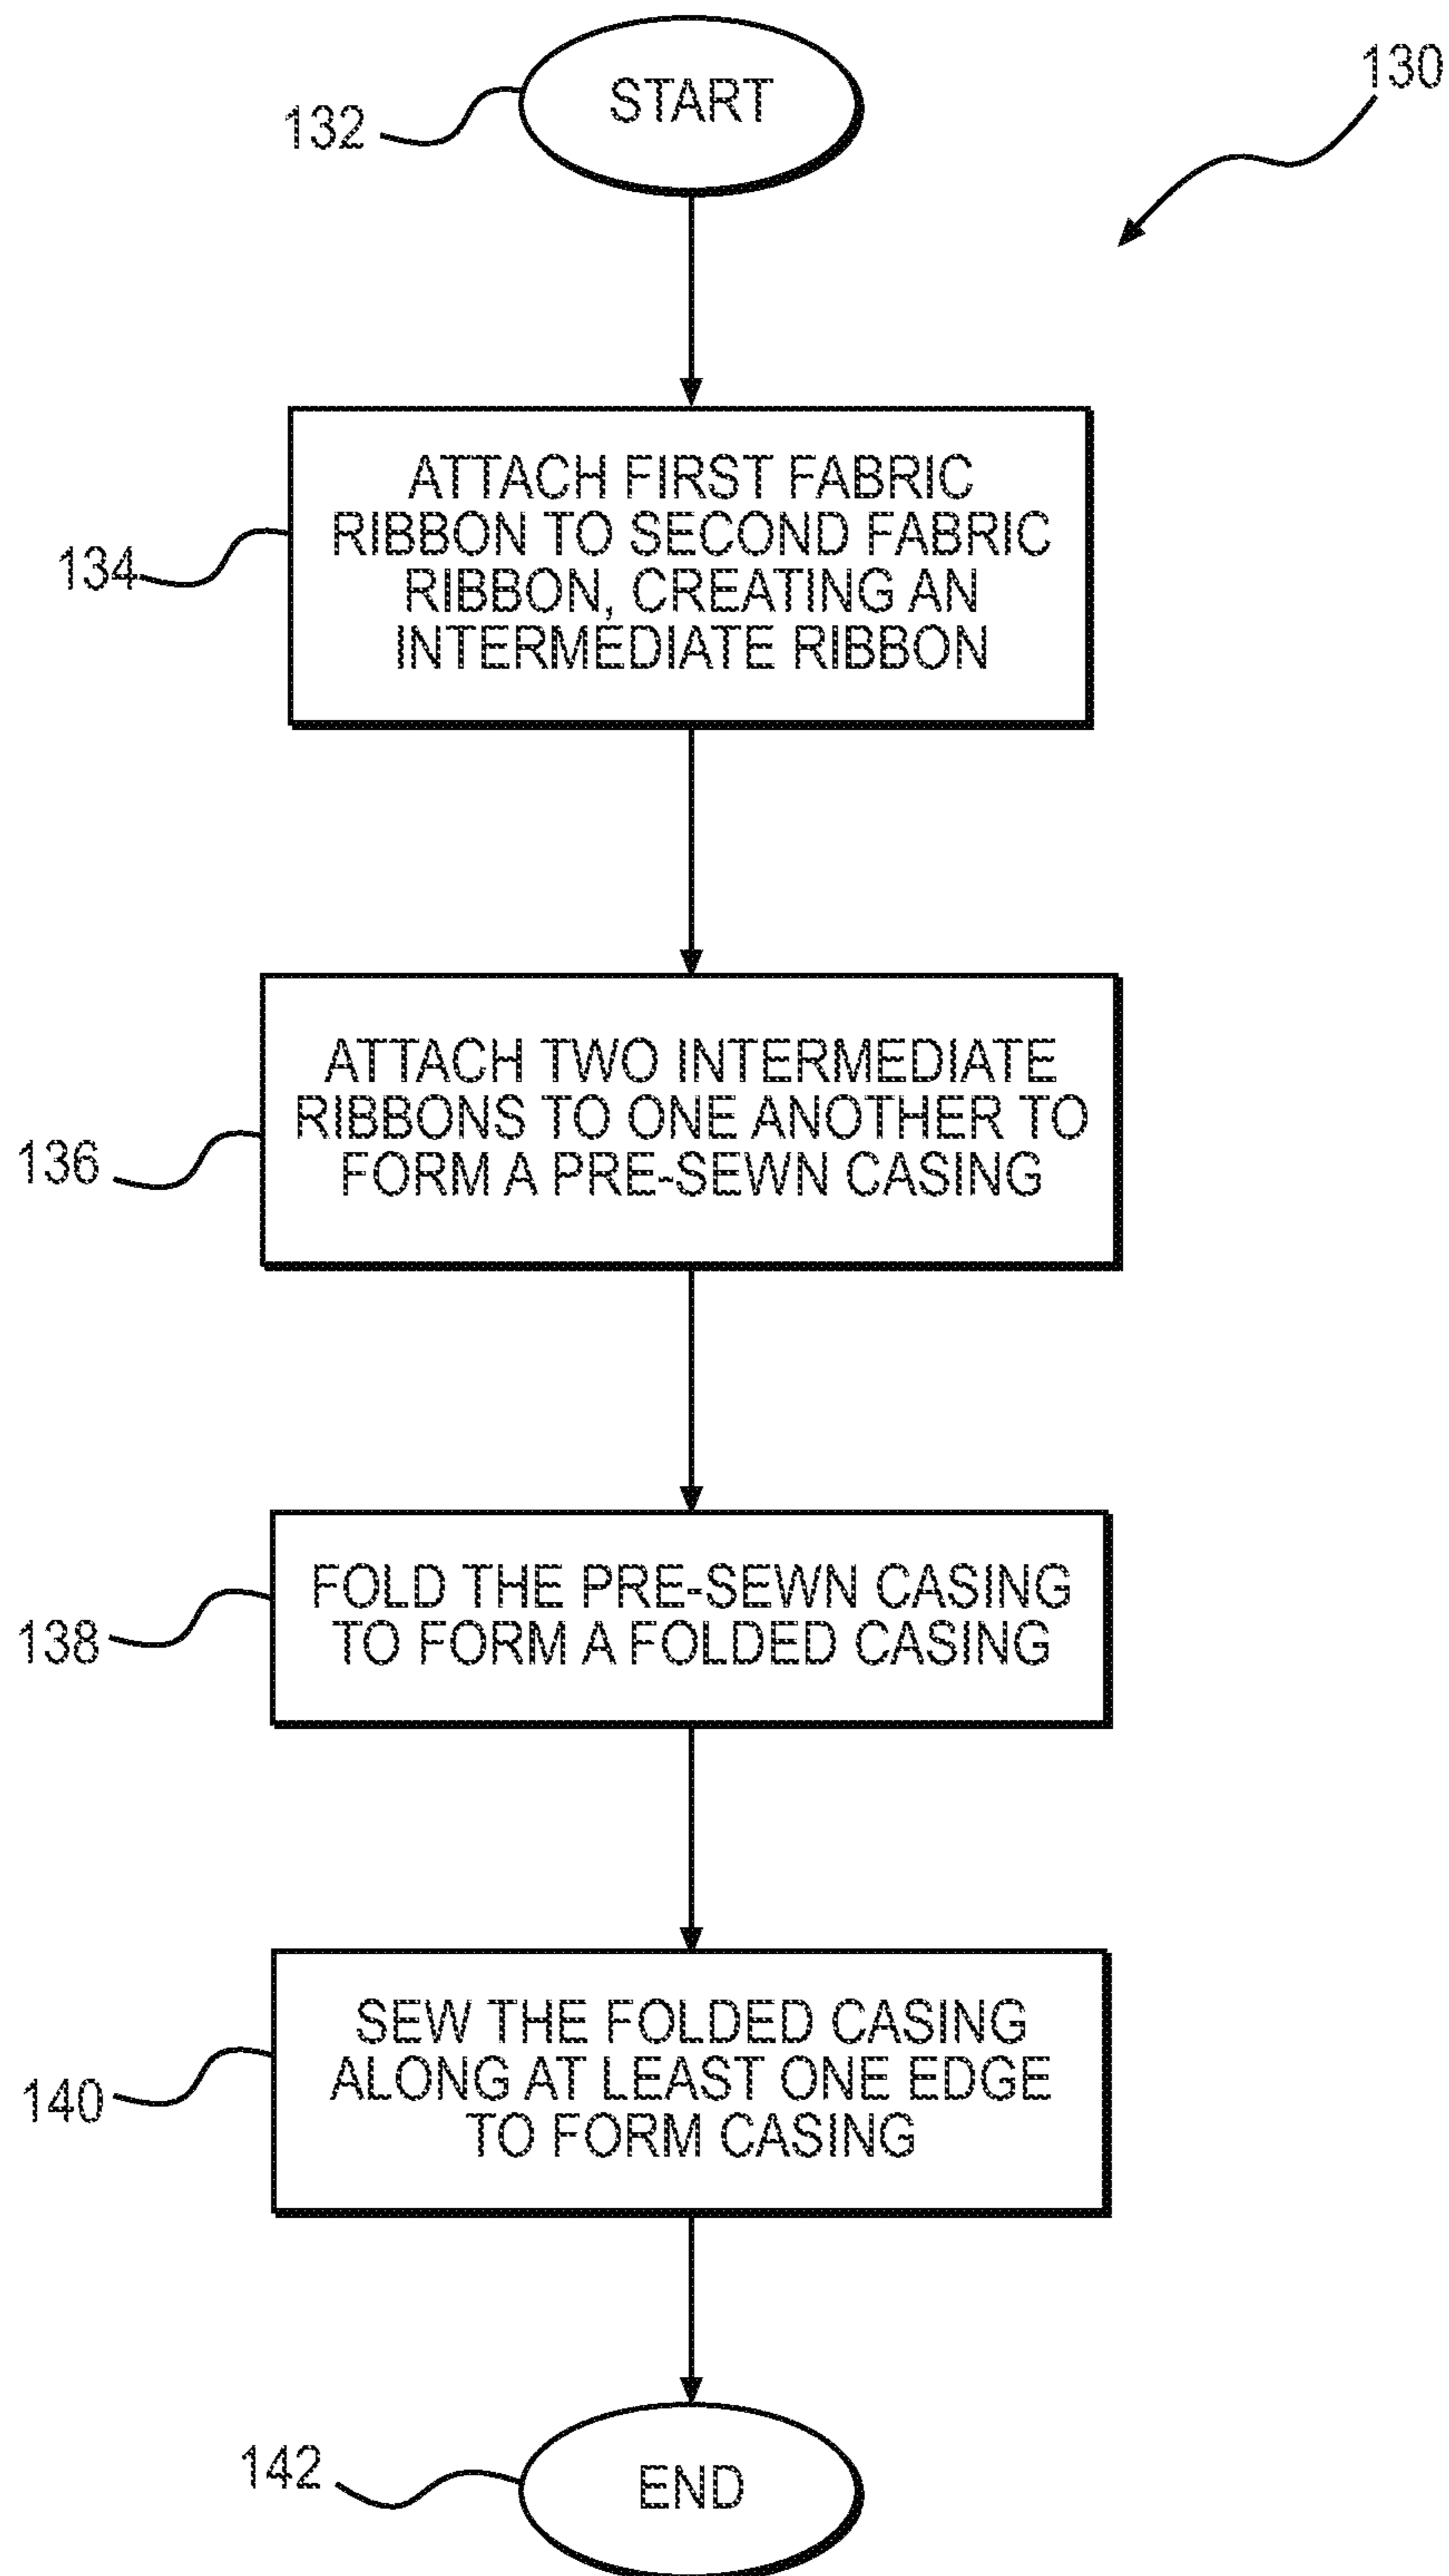 START
130
132
ATTACH FIRST FABRIC
RIBBON TO SECOND FABRIC
RIBBON, CREATING AN
INTERMEDIATE RIBBON
134
ATTACH TWO INTERMEDIATE
RIBBONS TO ONE ANOTHER TO
FORM A PRE-SEWN CASING
136
FOLD THE PRE-SEWN CASING
TO FORM A FOLDED CASING
138
SEW THE FOLDED CASING
ALONG AT LEAST ONE EDGE
TO FORM CASING
140
142
END